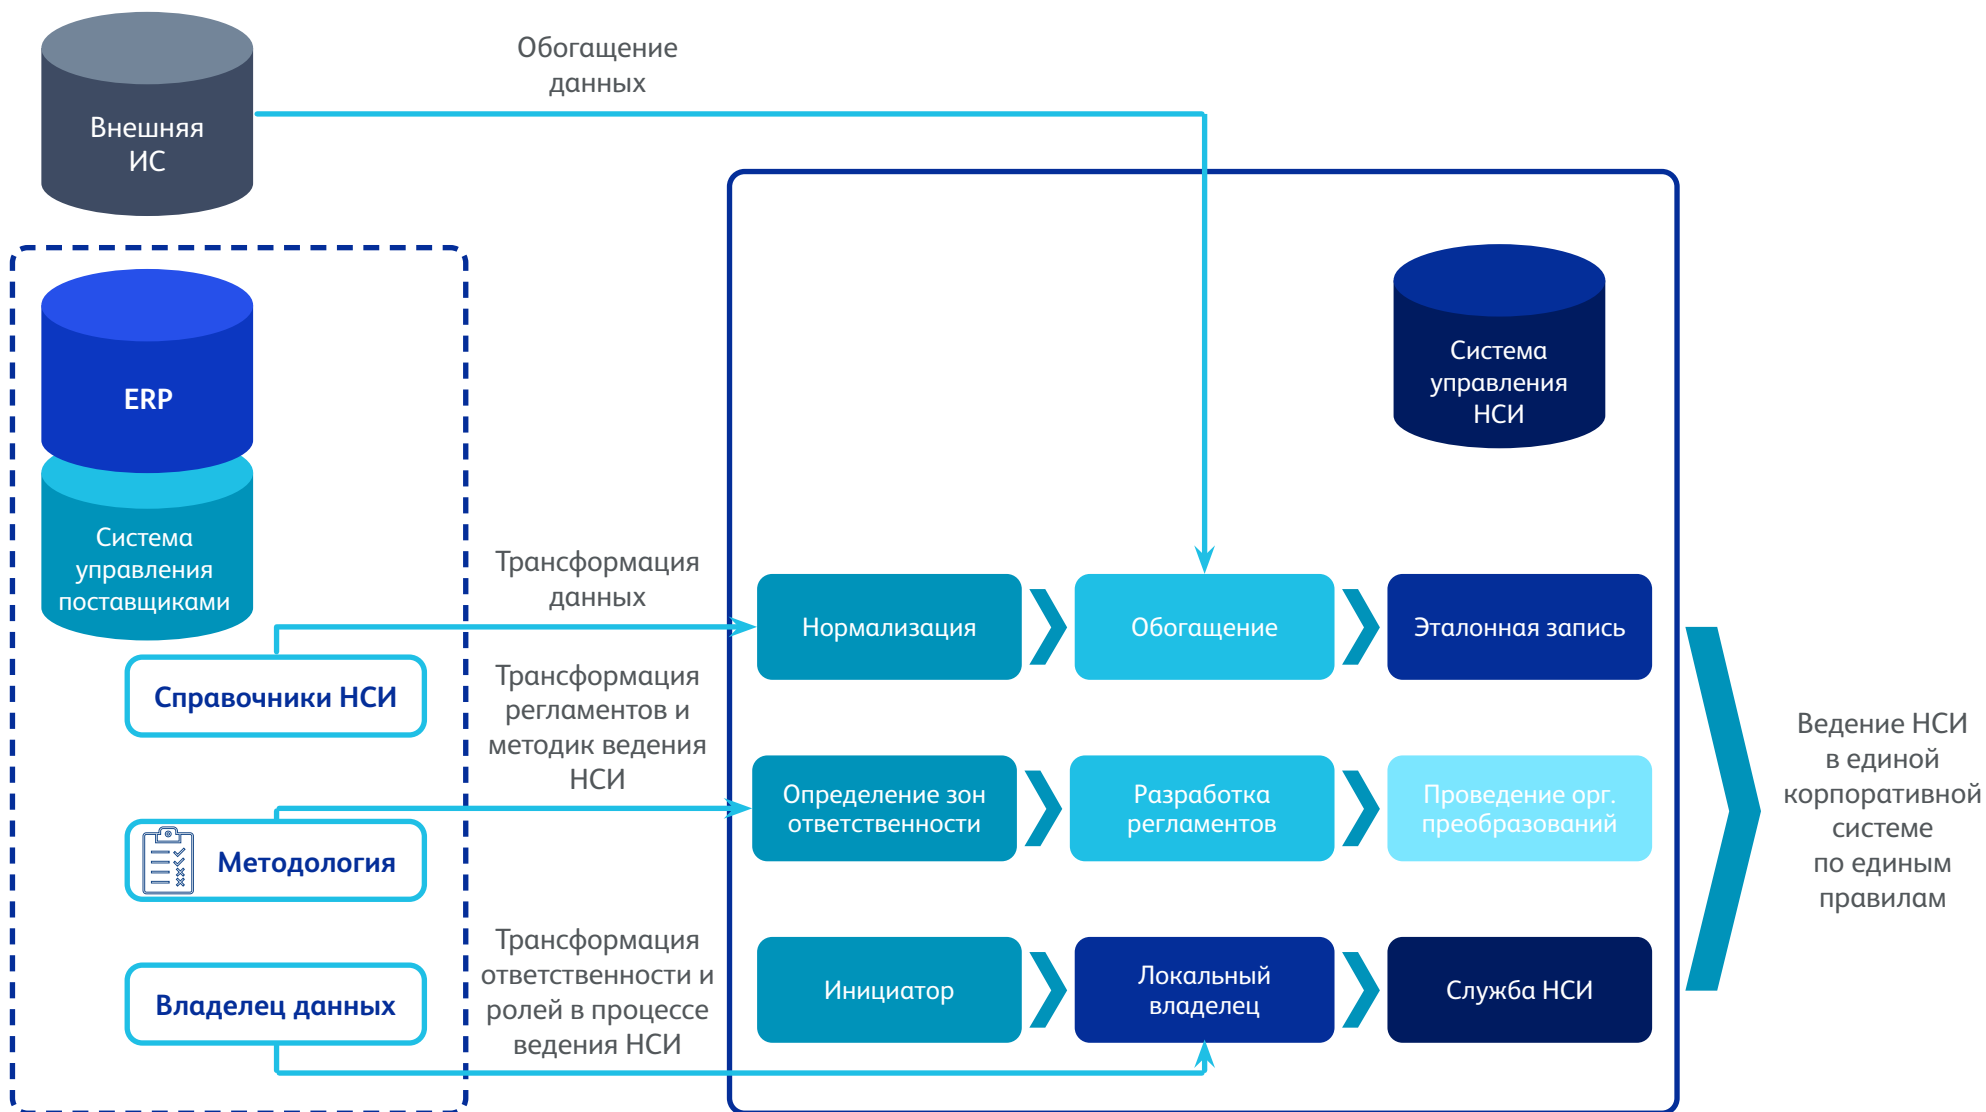 Обогащение
данных
Внешняя
ИС
ERP
Система
управления
поставщиками
Справочники НСИ
Методология
Владелец данных
Трансформация
данных
Трансформация
регламентов и
методик ведения
НСИ
Трансформация
ответственности и
ролей в процессе
ведения НСИ
Система
управления
НСИ
Нормализация
Обогащение
Эталонная запись
Определение зон
ответственности
Разработка
регламентов
Проведение орг.
преобразований
Инициатор
Локальный
владелец
Служба НСИ
Ведение НСИ
в единой
корпоративной
системе
по единым
правилам